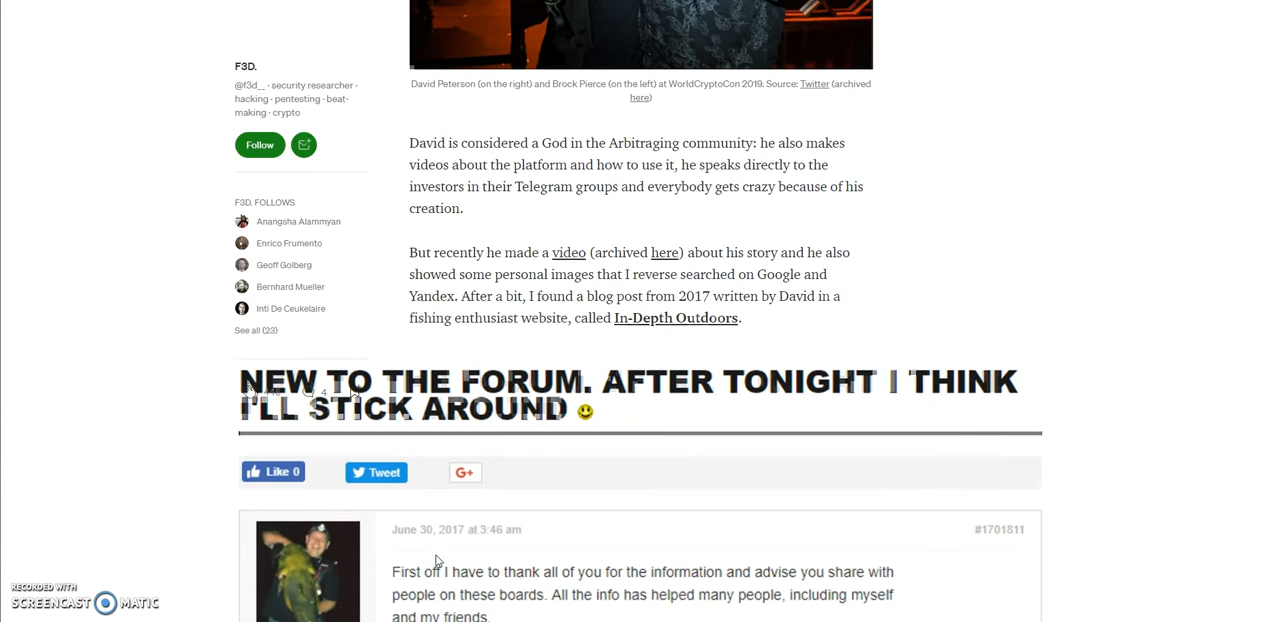 F3D.
@f3d__ · security researcher ·
hacking · pentesting · beat-
making · crypto
Follow
F3D. FOLLOWS
Anangsha Alammyan
Enrico Frumento
Geoff Golberg
Bernhard Mueller
Inti De Ceukelaire
See all (23)
David Peterson (on the right) and Brock Pierce (on the left) at WorldCryptoCon 2019. Source: Twitter (archived
here)
David is considered a God in the Arbitraging community: he also makes
videos about the platform and how to use it, he speaks directly to the
investors in their Telegram groups and everybody gets crazy because of his
creation.
But recently he made a video (archived here) about his story and he also
showed some personal images that I reverse searched on Google and
Yandex. After a bit, I found a blog post from 2017 written by David in a
fishing enthusiast website, called In-Depth Outdoors.
NEW TO THE FORUM. AFTER TONIGHT I THINK
I'LL STICK AROUND
4
Like 0
Tweet
G+
June 30, 2017 at 3:46 am
#1701811
First off I have to thank all of you for the information and advise you share with
people on these boards. All the info has helped many people, including myself
and my friends.
RECORDED WITH
SCREENCAST MATIC